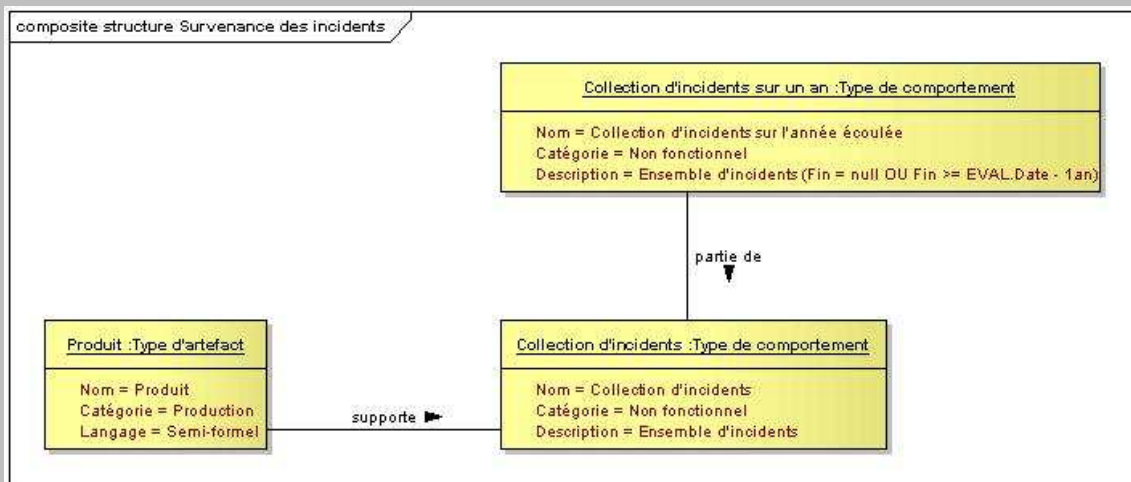 composite structure Survenance des incidents
Collection d'incidents sur un an :Type de comportement
Nom = Collection d'incidents sur l'année écoulée
Catégorie = Non fonctionnel
Description = Ensemble d'incidents (Fin = null OU Fin >= EVAL.Date - 1an)
partie de
Produit :Type d'artefact
Nom = Produit
Catégorie = Production
Langage = Semi-formel
supporte
Collection d'incidents :Type de comportement
Nom = Collection d'incidents
Catégorie = Non fonctionnel
Description = Ensemble d'incidents